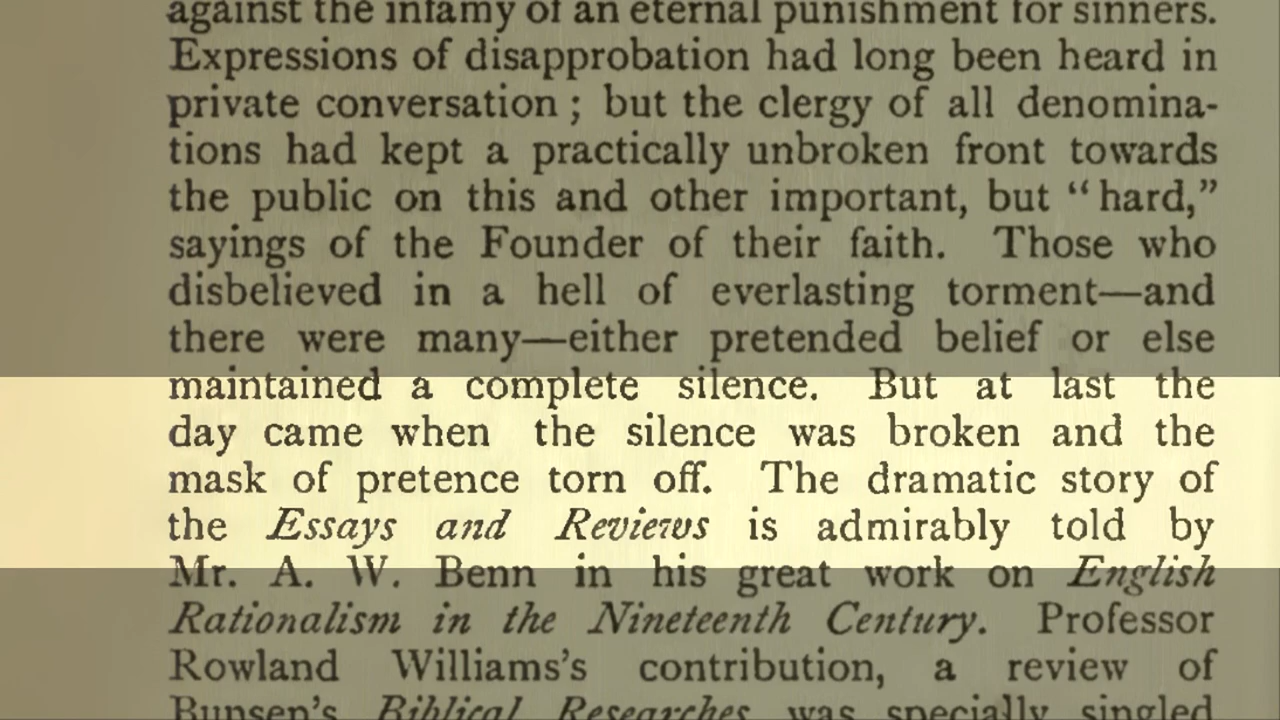 against the infamy of an eternal punishment for sinners.
Expressions of disapprobation had long been heard in
private conversation ; but the clergy of all denomina-
tions had kept a practically unbroken front towards
the public on this and other important, but “ hard,”
sayings of the Founder of their faith. Those who
disbelieved in a hell of everlasting torment—and
there were many—either pretended belief or else
maintained a complete silence. But at last the
day came when the silence was broken and the
mask of pretence torn off. The dramatic story of
the Essays and Reviews is admirably told by
Mr. A. W. Benn in his great work on English
Rationalism in the Nineteenth Century. Professor
Rowland Williams’s contribution, a review of
Bunsen’s Biblical Researches was specially singled